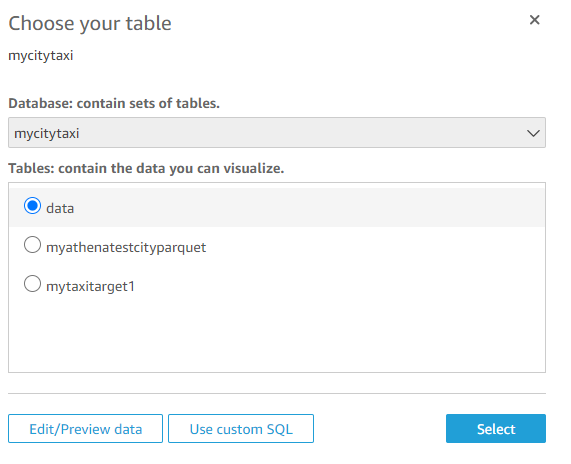 Choose your table
mycitytaxi
Database: contain sets of tables.
mycitytaxi
Tables: contain the data you can visualize.
data
myathenatestcityparquet
mytaxitarget1
Edit/Preview data
Use custom SQL
Select